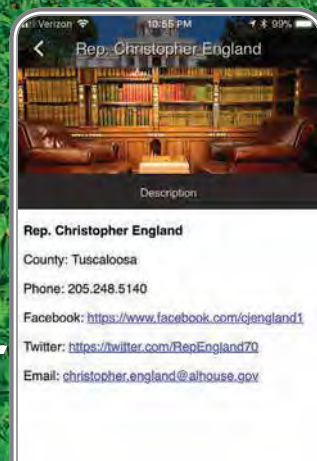 Verizon 10:55 PM 99%
Rep. Christopher England
Description
Rep. Christopher England
County: Tuscaloosa
Phone: 205.248.5140
Facebook: https://www.facebook.com/cjengland1
Twitter: https://twitter.com/RepEngland70
Email: christopher.england@alhouse.gov